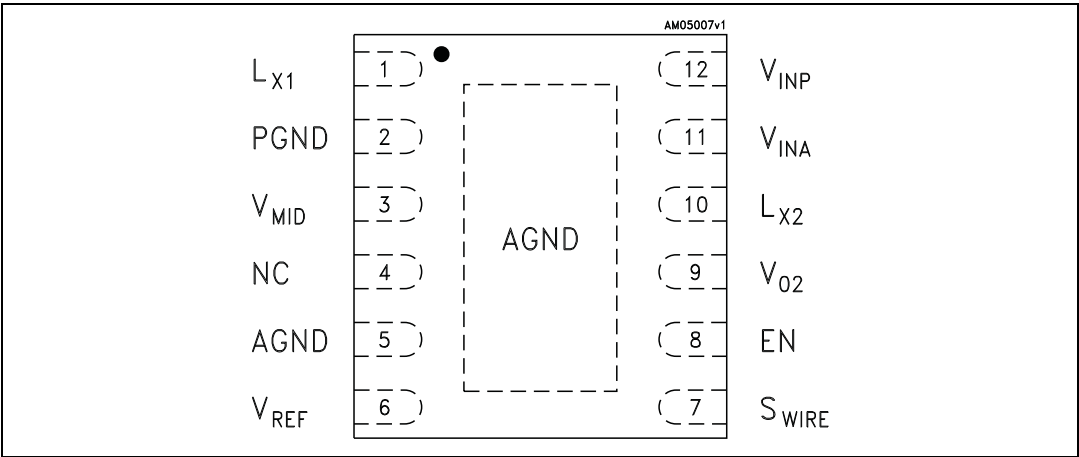 AM05007v1
LX1 1 12 VINP
PGND 2 11 VINA
VMID 3 10 LX2
AGND
NC 4 9 VO2
AGND 5 8 EN
VREF 6 7 SWIRE